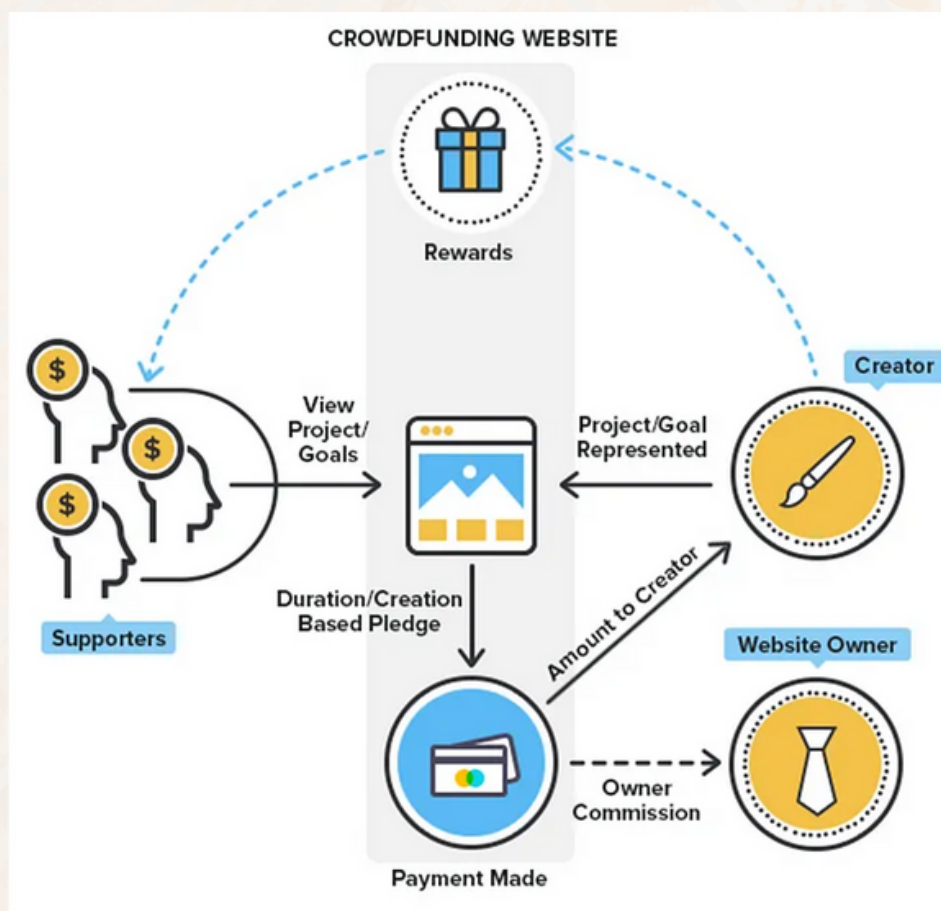 CROWDFUNDING WEBSITE
Rewards
Creator
View
Project/
Goals
Project/Goal
Represented
$
$
$
Duration/Creation
Based Pledge
Amount to Creator
Supporters
Website Owner
Owner
Commission
Payment Made